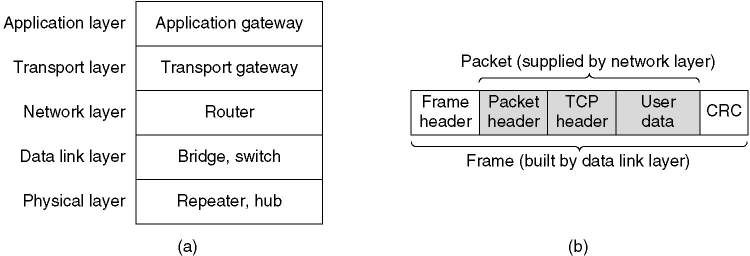 Application layer
Application gateway
Transport layer
Transport gateway
Network layer
Router
Data link layer
Bridge, switch
Physical layer
Repeater, hub
(a)
Packet (supplied by network layer)
Frame
header
Packet
header
TCP
header
User
data
CRC
Frame (built by data link layer)
(b)